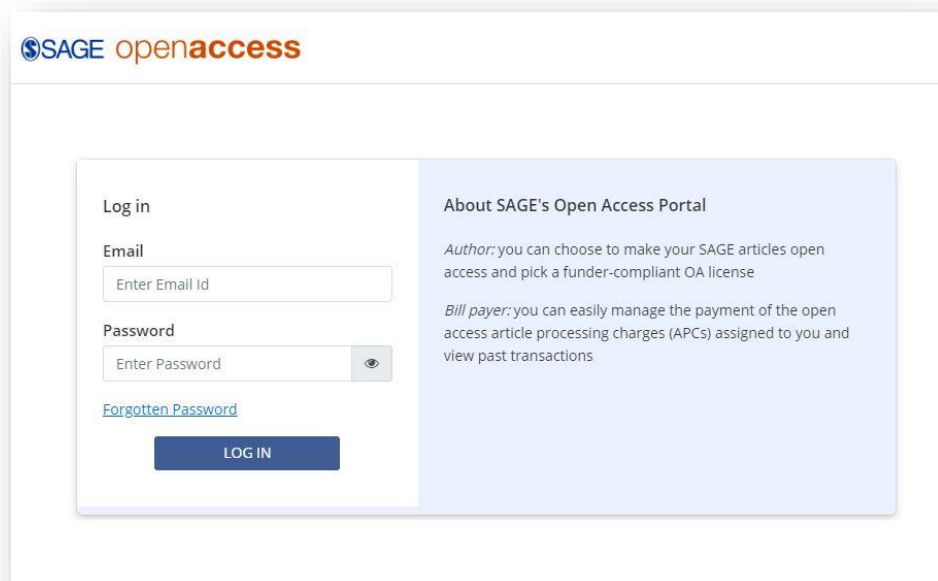 SAGE openaccess
Log in
Email
Enter Email Id
Password
Enter Password
Forgotten Password
LOG IN
About SAGE's Open Access Portal
Author: you can choose to make your SAGE articles open
access and pick a funder-compliant OA license
Bill payer: you can easily manage the payment of the open
access article processing charges (APCs) assigned to you and
view past transactions